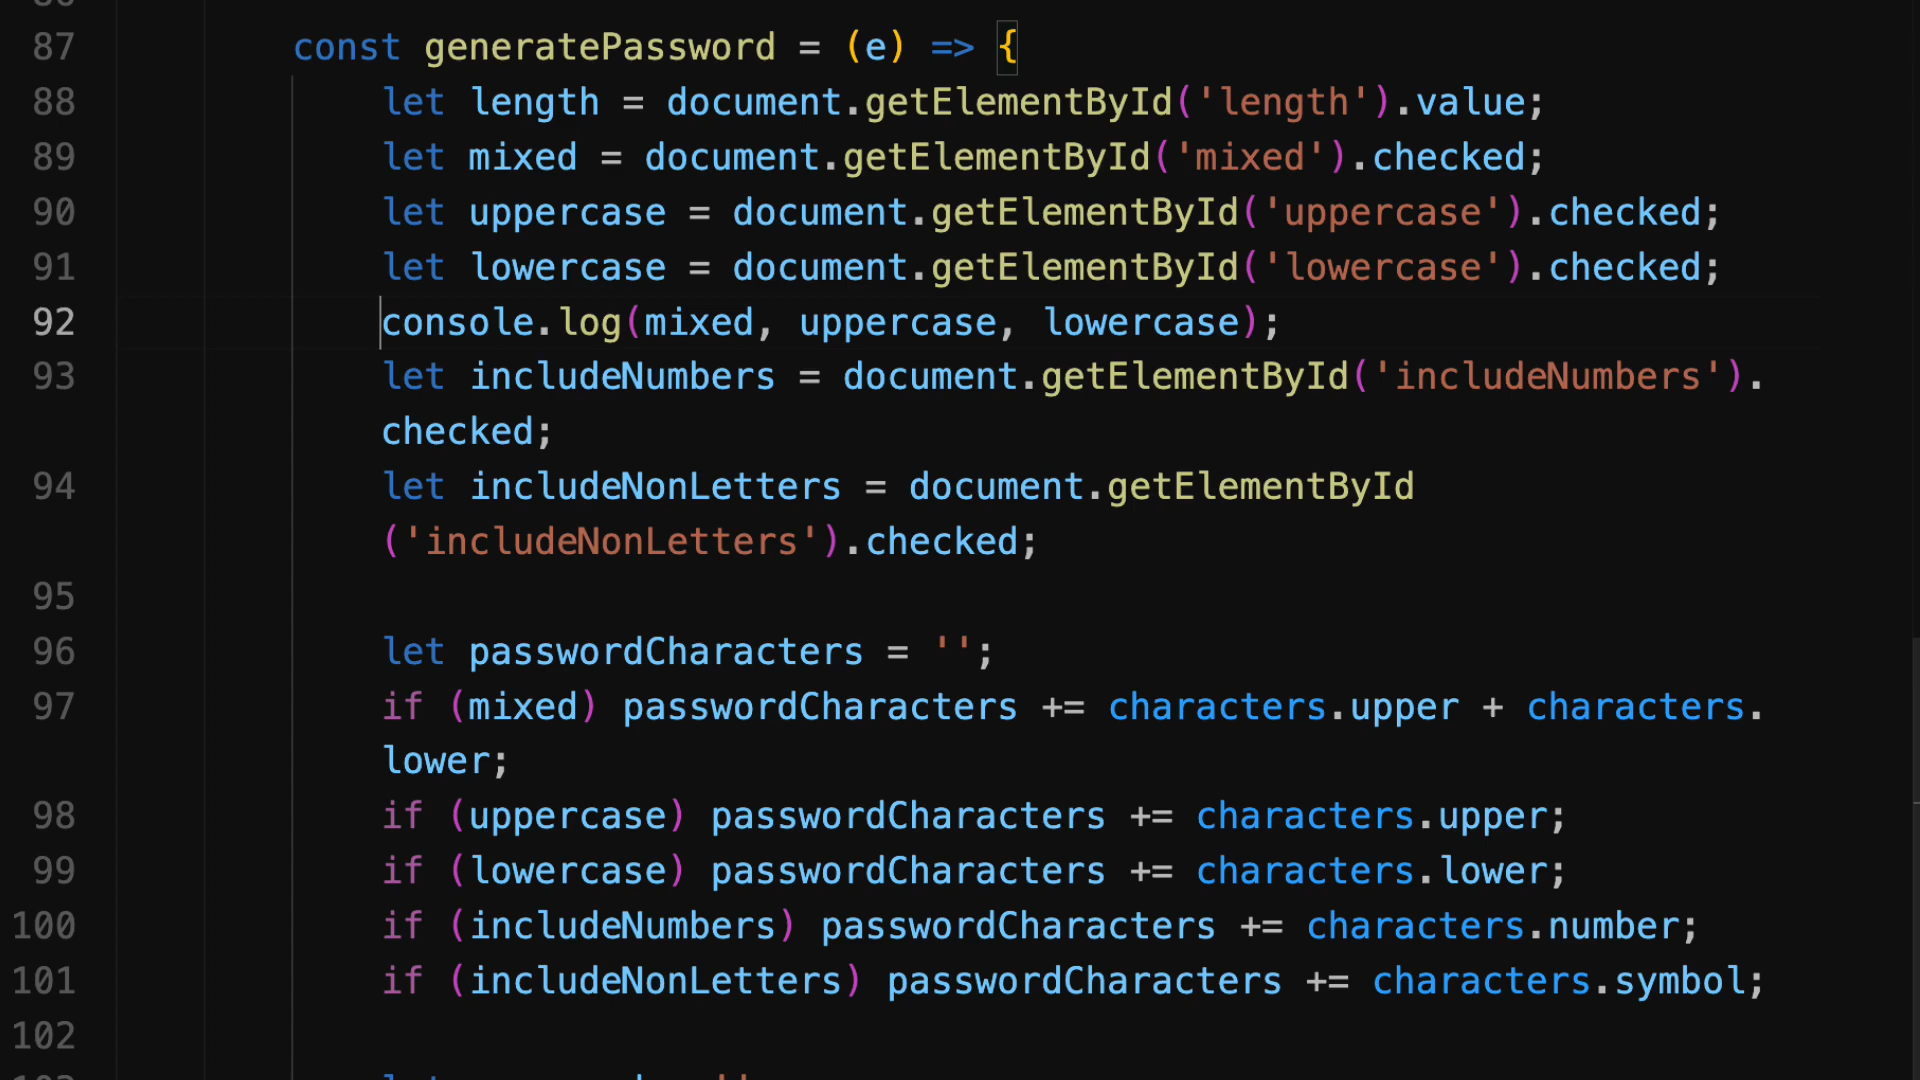 87 const generatePassword = (e) => {
88 let length = document.getElementById('length').value;
89 let mixed = document.getElementById('mixed').checked;
90 let uppercase = document.getElementById('uppercase').checked;
91 let lowercase = document.getElementById('lowercase').checked;
92 console.log(mixed, uppercase, lowercase);
93 let includeNumbers = document.getElementById('includeNumbers').
checked;
94 let includeNonLetters = document.getElementById
('includeNonLetters').checked;
95
96 let passwordCharacters = '';
97 if (mixed) passwordCharacters += characters.upper + characters.
lower;
98 if (uppercase) passwordCharacters += characters.upper;
99 if (lowercase) passwordCharacters += characters.lower;
100 if (includeNumbers) passwordCharacters += characters.number;
101 if (includeNonLetters) passwordCharacters += characters.symbol;
102